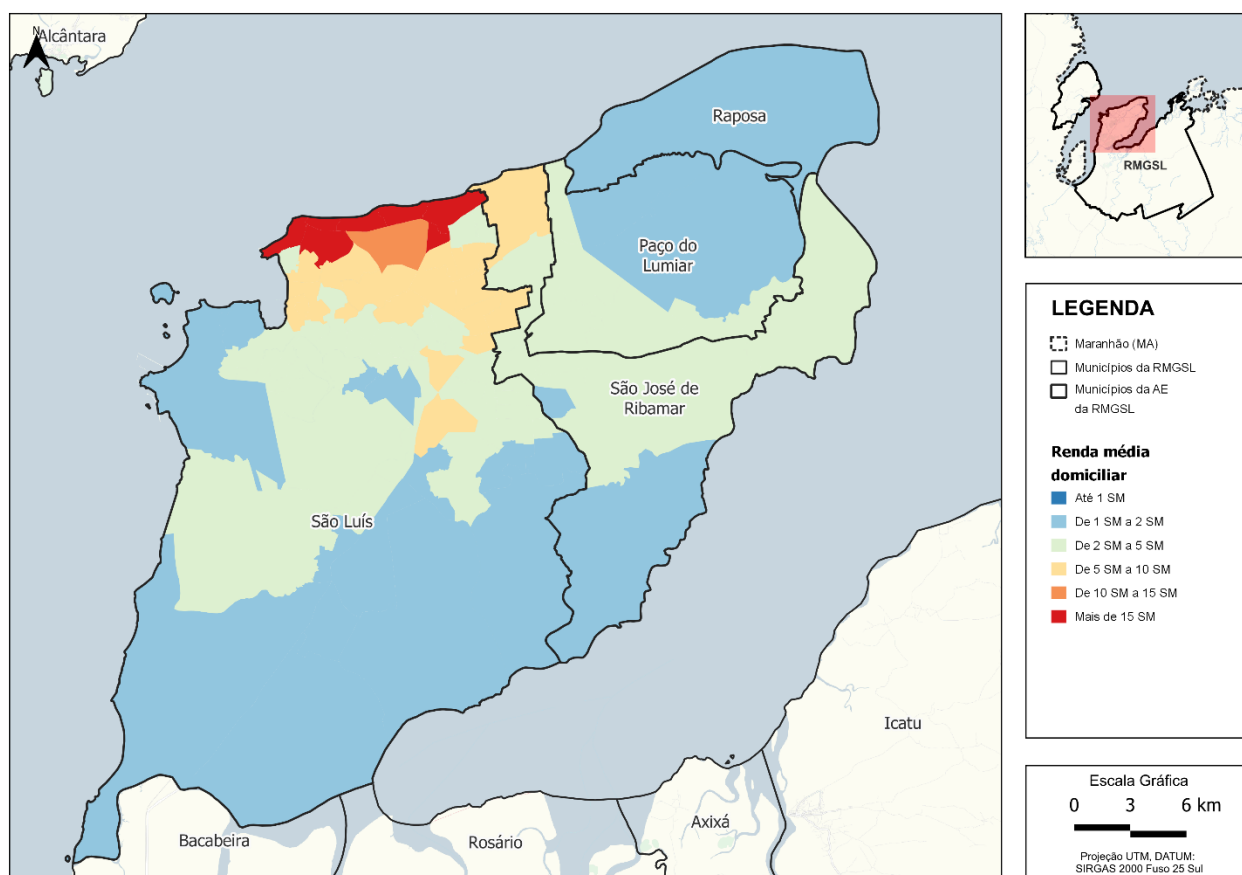 N
Alcântara
Raposa
Paço do
Lumiar
São José de
Ribamar
São Luís
Icatu
Axixá
Rosário
Bacabeira
RMGSL
LEGENDA
Maranhão (MA)
Municípios da RMGSL
Municípios da AE
da RMGSL
Renda média
domiciliar
Até 1 SM
De 1 SM a 2 SM
De 2 SM a 5 SM
De 5 SM a 10 SM
De 10 SM a 15 SM
Mais de 15 SM
Escala Gráfica
0 3 6 km
Projeção UTM, DATUM:
SIRGAS 2000 Fuso 25 Sul